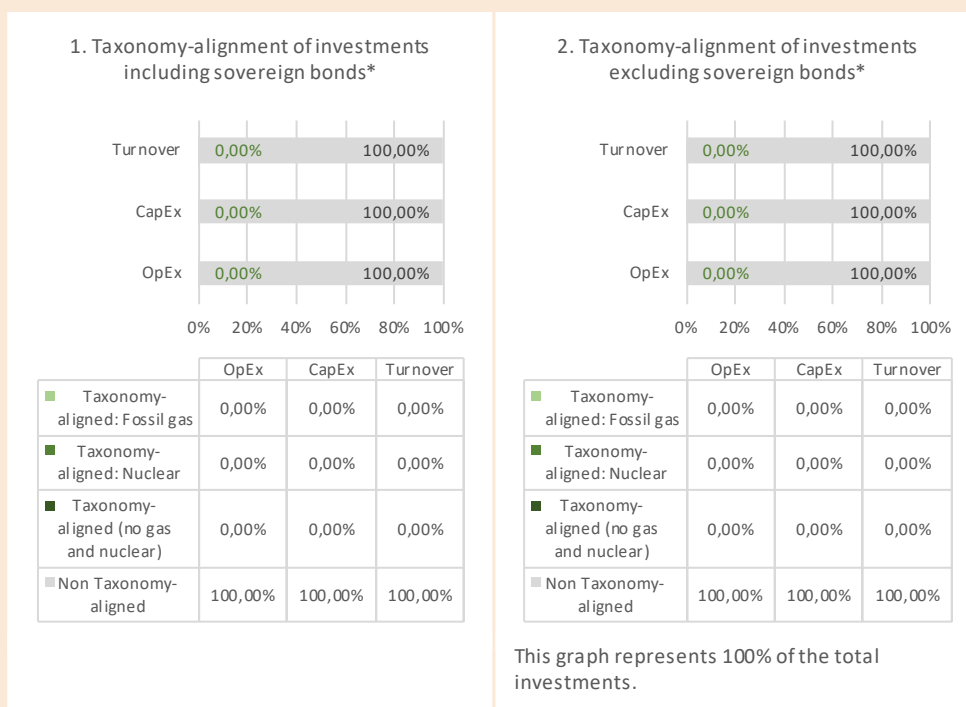 1. Taxonomy-alignment of investments
including sovereign bonds*
Turnover 0,00% 100,00%
CapEx 0,00% 100,00%
OpEx 0,00% 100,00%
0% 20% 40% 60% 80% 100%
OpEx CapEx Turnover
Taxonomy-
aligned: Fossil gas 0,00% 0,00% 0,00%
Taxonomy-
aligned: Nuclear 0,00% 0,00% 0,00%
Taxonomy-
aligned (no gas 0,00% 0,00% 0,00%
and nuclear)
Non Taxonomy-
aligned 100,00% 100,00% 100,00%
2. Taxonomy-alignment of investments
excluding sovereign bonds*
Turnover 0,00% 100,00%
CapEx 0,00% 100,00%
OpEx 0,00% 100,00%
0% 20% 40% 60% 80% 100%
OpEx CapEx Turnover
Taxonomy-
aligned: Fossil gas 0,00% 0,00% 0,00%
Taxonomy-
aligned: Nuclear 0,00% 0,00% 0,00%
Taxonomy-
aligned (no gas 0,00% 0,00% 0,00%
and nuclear)
Non Taxonomy-
aligned 100,00% 100,00% 100,00%
This graph represents 100% of the total
investments.